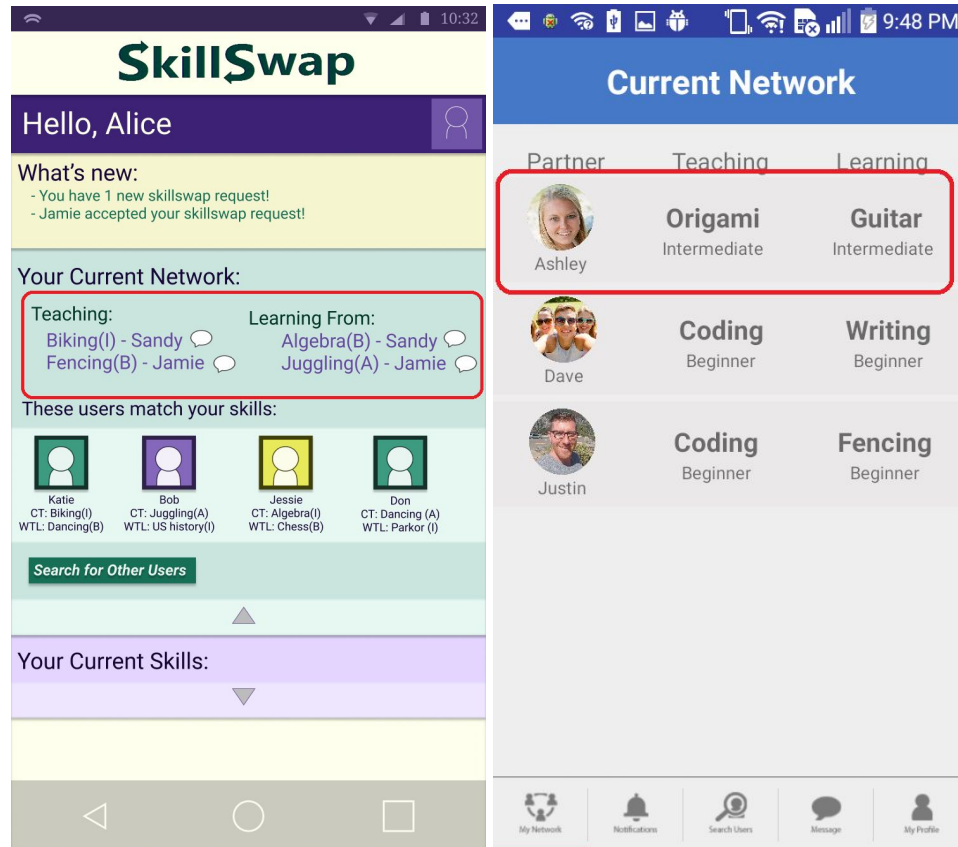 10:32
SkillSwap
Hello, Alice
What's new:
- You have 1 new skillswap request!
- Jamie accepted your skillswap request!
Your Current Network:
Teaching:
Biking(I) - Sandy
Fencing(B) - Jamie
Learning From:
Algebra(B) - Sandy
Juggling(A) - Jamie
These users match your skills:
Katie
CT: Biking(I)
WTL: Dancing(B)
Bob
CT: Juggling(A)
WTL: US history(I)
Jessie
CT: Algebra(I)
WTL: Chess(B)
Don
CT: Dancing (A)
WTL: Parkor (I)
Search for Other Users
Your Current Skills:
9:48 PM
Current Network
Partner Teaching Learning
Ashley
Origami
Intermediate
Guitar
Intermediate
Dave
Coding
Beginner
Writing
Beginner
Justin
Coding
Beginner
Fencing
Beginner
My Network Notifications Search Users Message My Profile